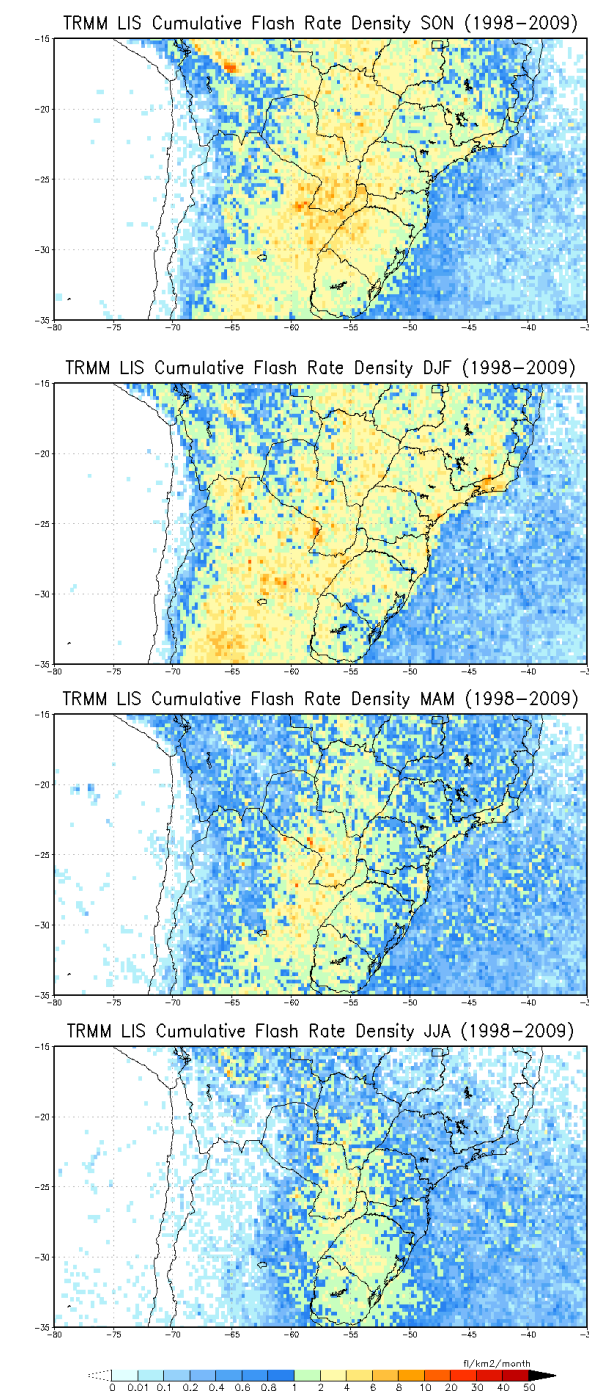 TRMM LIS Cumulative Flash Rate Density SON (1998-2009)
-15
-20
-25
-30
-35
-80 -75 -70 -65 -60 -55 -50 -45 -40 -3
TRMM LIS Cumulative Flash Rate Density DJF (1998-2009)
-15
-20
-25
-30
-35
-80 -75 -70 -65 -60 -55 -50 -45 -40 -3
TRMM LIS Cumulative Flash Rate Density MAM (1998-2009)
-15
-20
-25
-30
-35
-80 -75 -70 -65 -60 -55 -50 -45 -40 -3
TRMM LIS Cumulative Flash Rate Density JJA (1998-2009)
-15
-20
-25
-30
-35
-80 -75 -70 -65 -60 -55 -50 -45 -40 -3
fl/km2/month
0 0.01 0.1 0.2 0.4 0.6 0.8 1 2 4 6 8 10 20 30 40 50